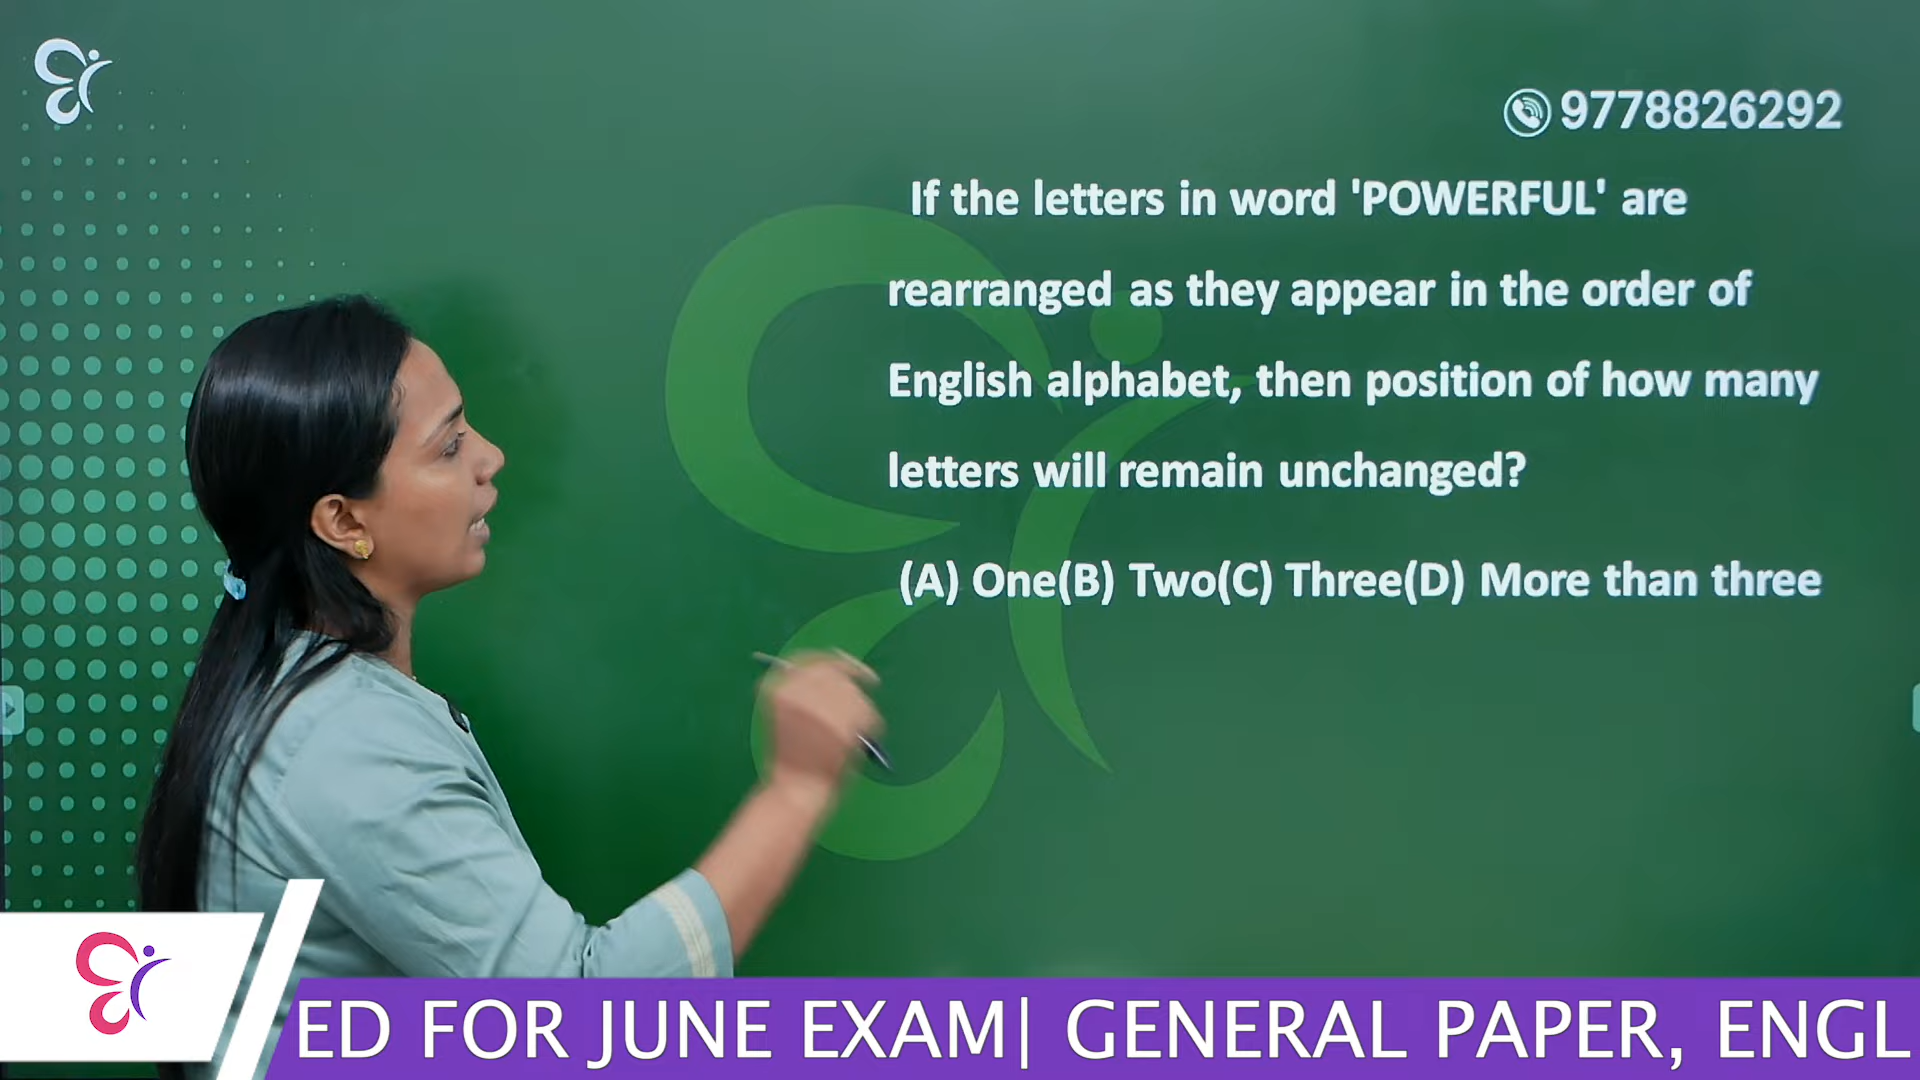 9778826292
If the letters in word 'POWERFUL' are
rearranged as they appear in the order of
English alphabet, then position of how many
letters will remain unchanged?
(A) One(B) Two(C) Three(D) More than three
ED FOR JUNE EXAM| GENERAL PAPER, ENGL